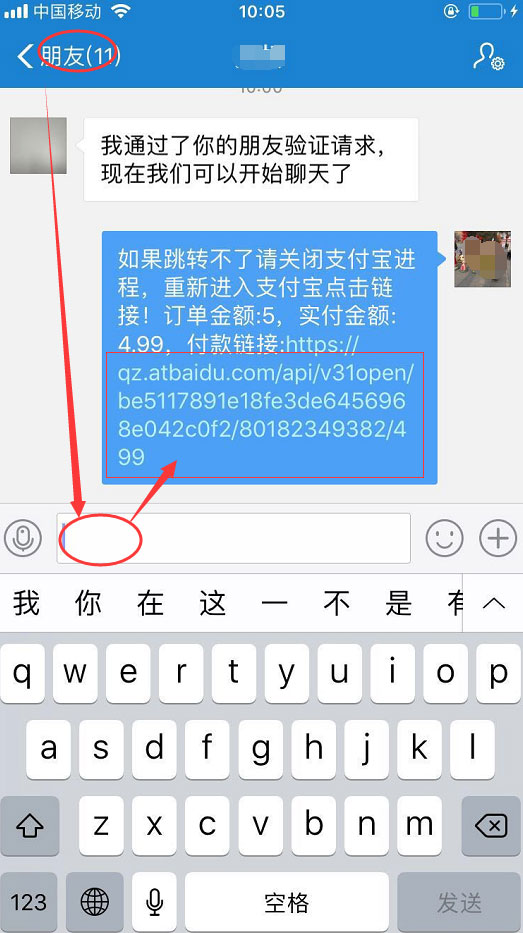 中国移动 10:05
朋友(11)
我通过了你的朋友验证请求，
现在我们可以开始聊天了
如果跳转不了请关闭支付宝进
程，重新进入支付宝点击链
接！订单金额:5，实付金额:
4.99，付款链接:https://
qz.atbaidu.com/api/v31open/
be5117891e18fe3de6456968
8e042c0f2/80182349382/4
99
我 你 在 这 一 不 是 有
q w e r t y u i o p
a s d f g h j k l
z x c v b n m
123 空格 发送